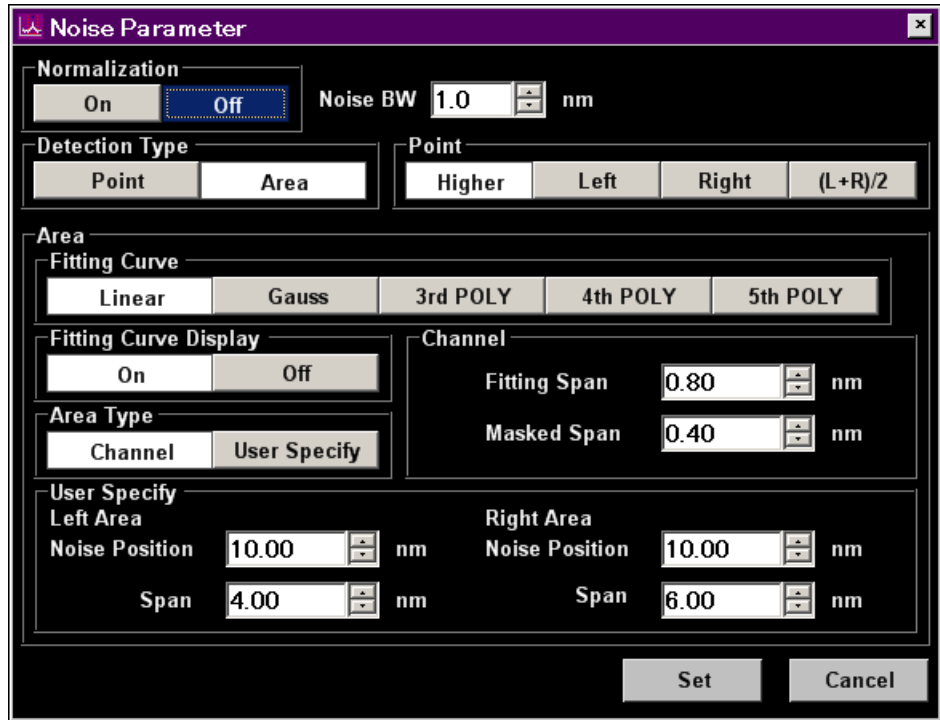 Noise Parameter
Normalization
On Off Noise BW 1.0 nm
Detection Type Point
Point Area Higher Left Right (L+R)/2
Area
Fitting Curve
Linear Gauss 3rd POLY 4th POLY 5th POLY
Fitting Curve Display Channel
On Off Fitting Span 0.80 nm
Area Type
Channel User Specify Masked Span 0.40 nm
User Specify
Left Area Right Area
Noise Position 10.00 nm Noise Position 10.00 nm
Span 4.00 nm Span 6.00 nm
Set Cancel